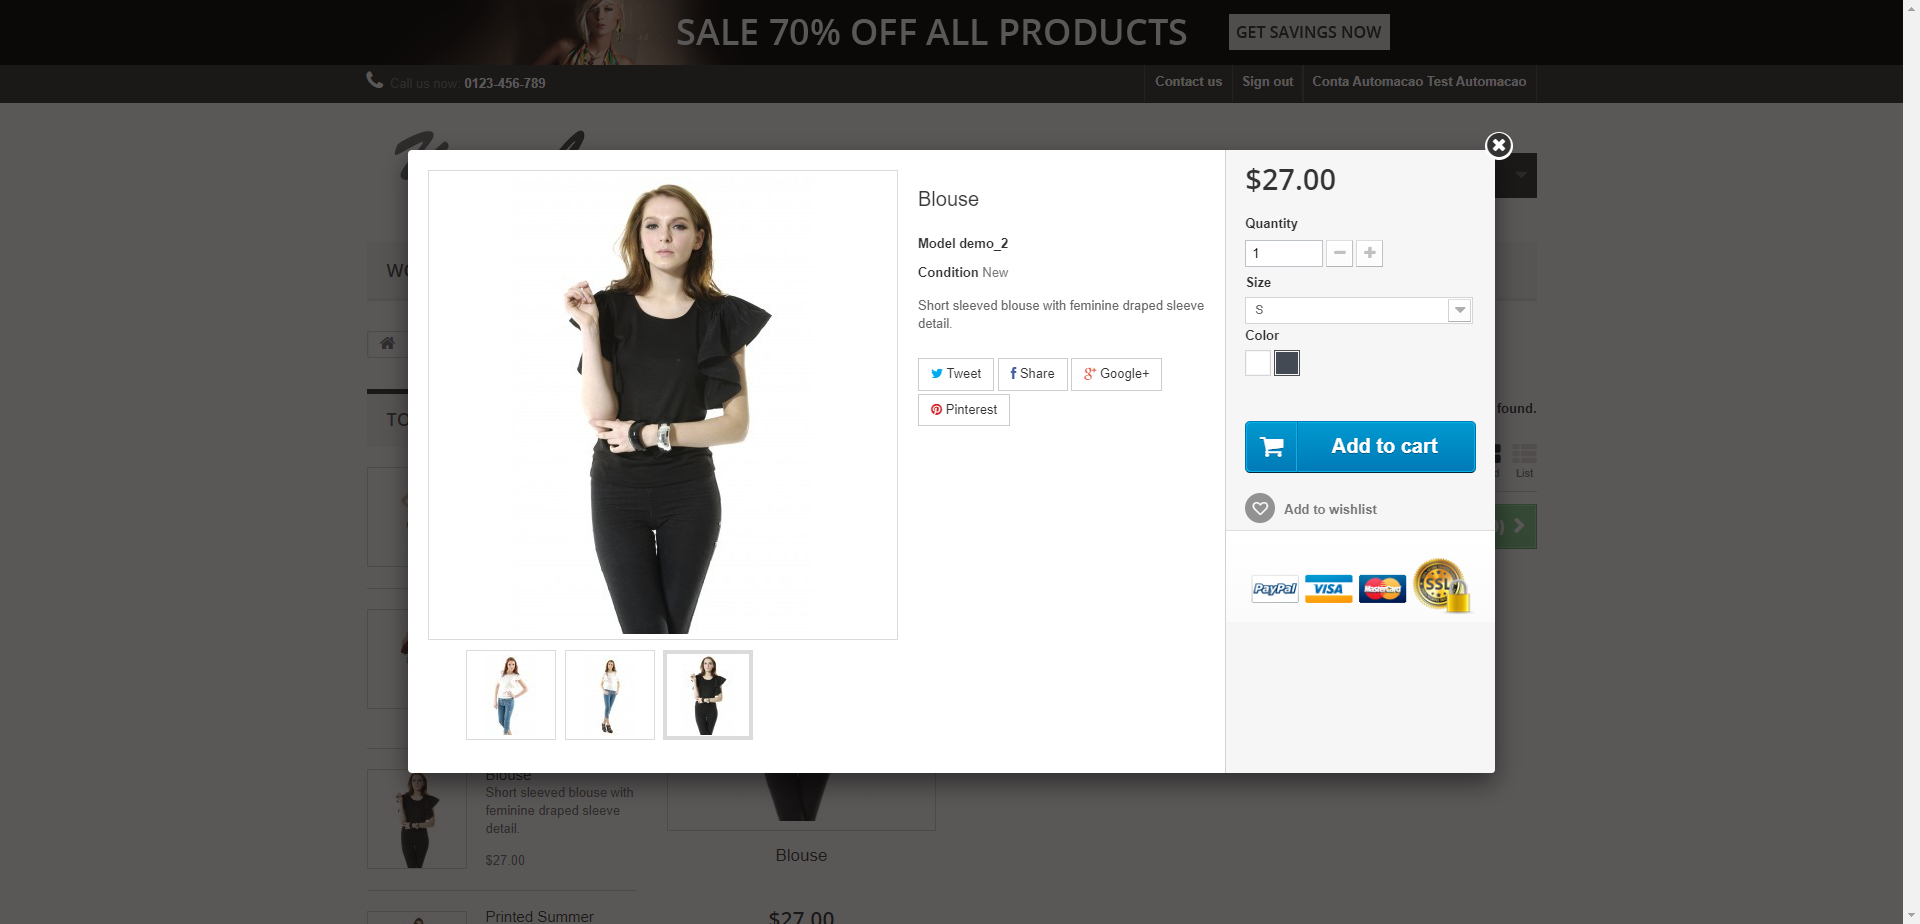 SALE 70% OFF ALL PRODUCTS
GET SAVINGS NOW
Call us now: 0123-456-789
Contact us
Sign out
Conta Automacao Test Automacao
$27.00
Blouse
Quantity
1
Model demo_2
Condition New
Size
S
Short sleeved blouse with feminine draped sleeve
detail.
Color
Tweet
Share
Google+
Pinterest
found.
Add to cart
List
Add to wishlist
PayPal
VISA
MasterCard
SSL
Blouse
Short sleeved blouse with
feminine draped sleeve
detail.
$27.00
Blouse
Printed Summer
$27.00